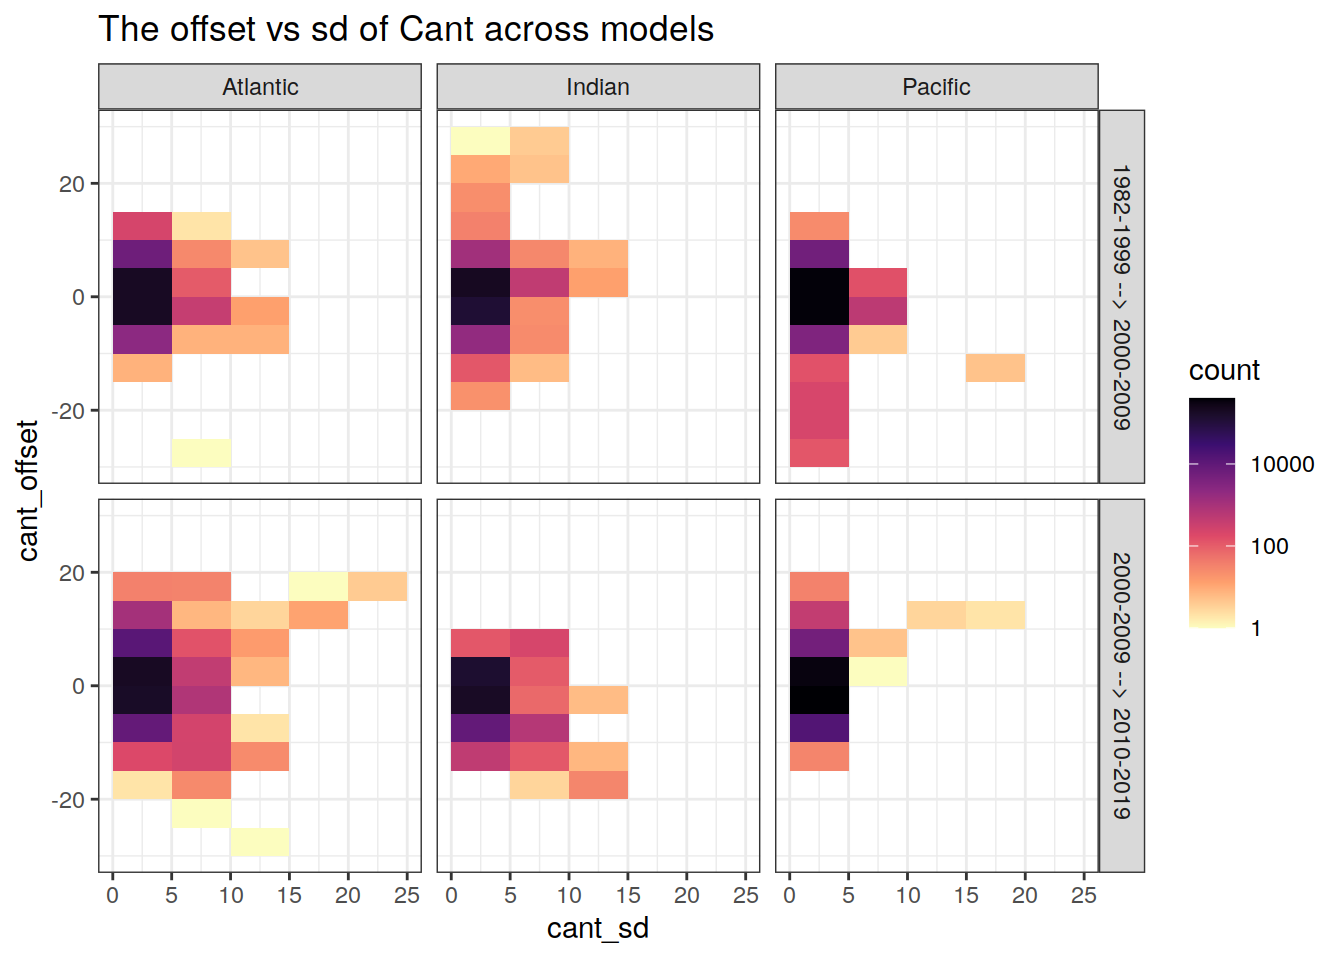 The offset vs sd of Cant across models
Atlantic
Indian
Pacific
20
0
-20
1982-1999 --> 2000-2009
20
0
-20
2000-2009 --> 2010-2019
cant_offset
0 5 10 15 20 25
0 5 10 15 20 25
0 5 10 15 20 25
cant_sd
count
10000
100
1